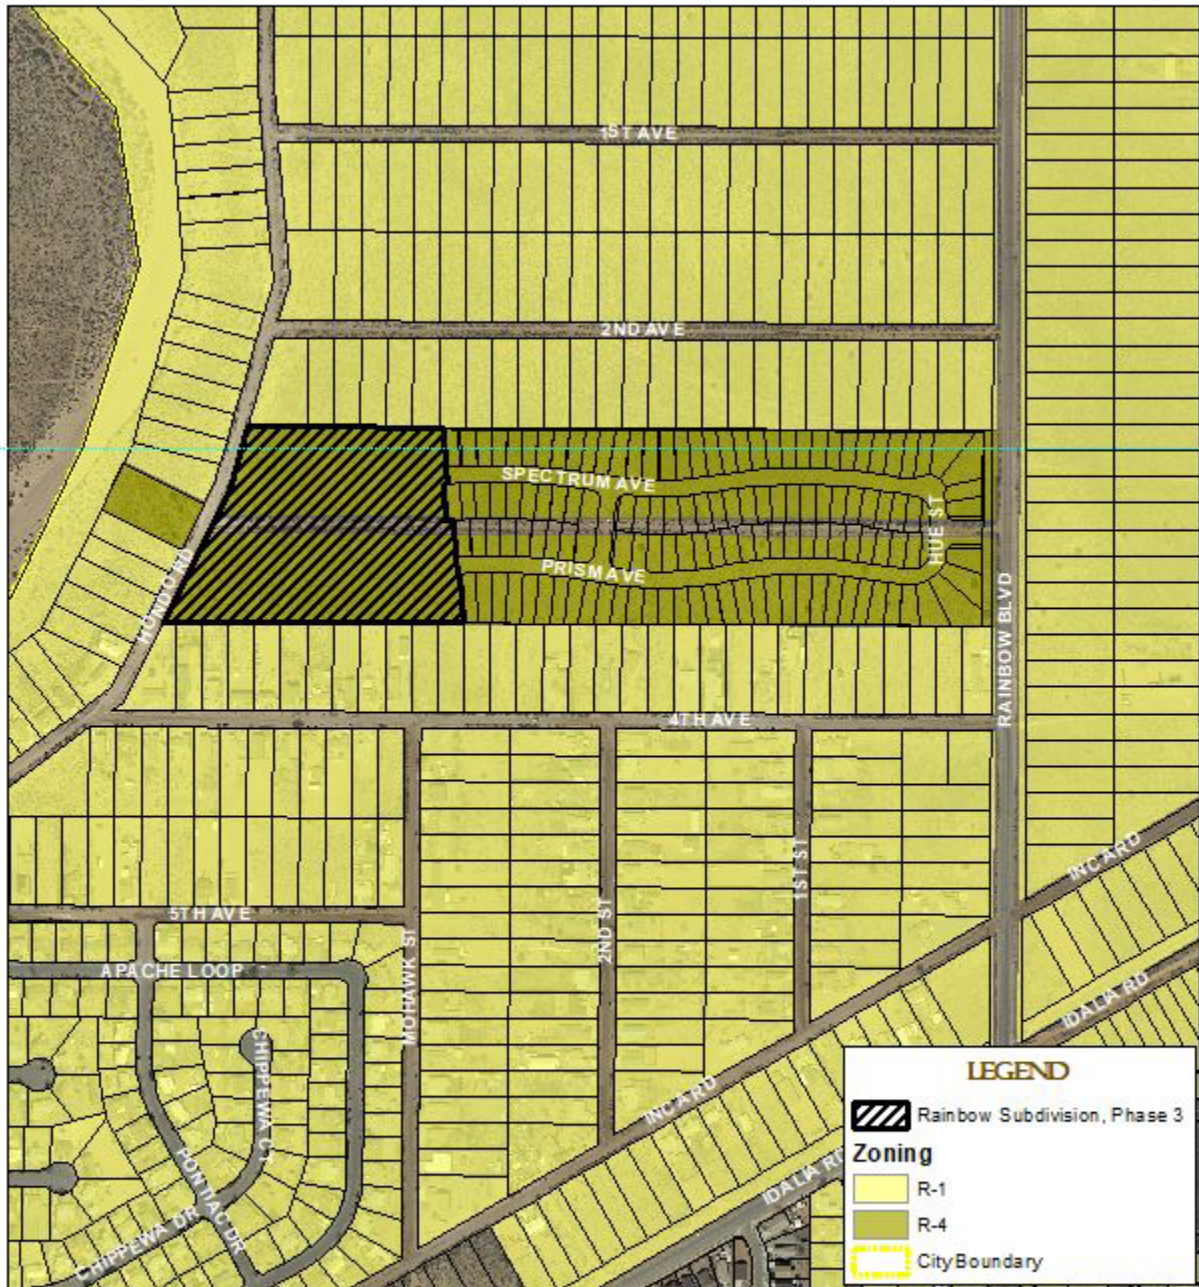 1ST AVE
2ND AVE
SPECTRUM AVE
HUE ST
PRISM AVE
HONDO RD
RAINBOW BLVD
4TH AVE
INCA RD
1ST ST
5TH AVE
2ND ST
MOHAWK ST
APACHE LOOP
IDALIA RD
CHIPPEWA CT
INCA RD
PONTIAC DR
IDALIA RD
CHIPPEWA DR
LEGEND
Rainbow Subdivision, Phase 3
Zoning
R-1
R-4
City Boundary